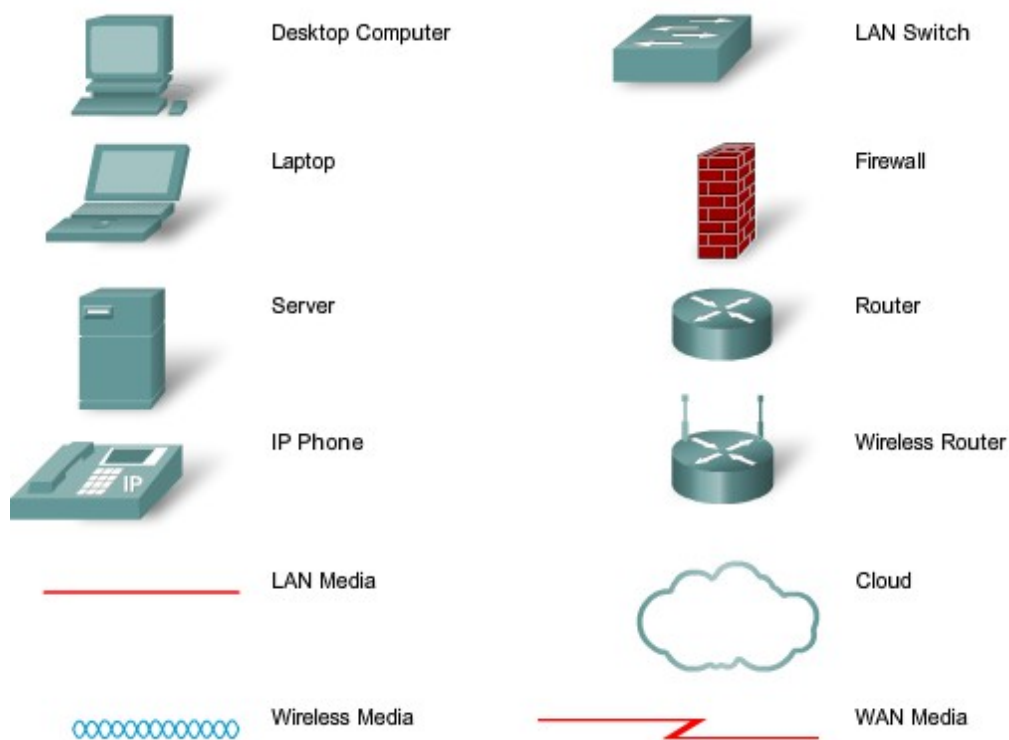 Desktop Computer
LAN Switch
Laptop
Firewall
Server
Router
IP Phone
IP
Wireless Router
LAN Media
Cloud
Wireless Media
WAN Media